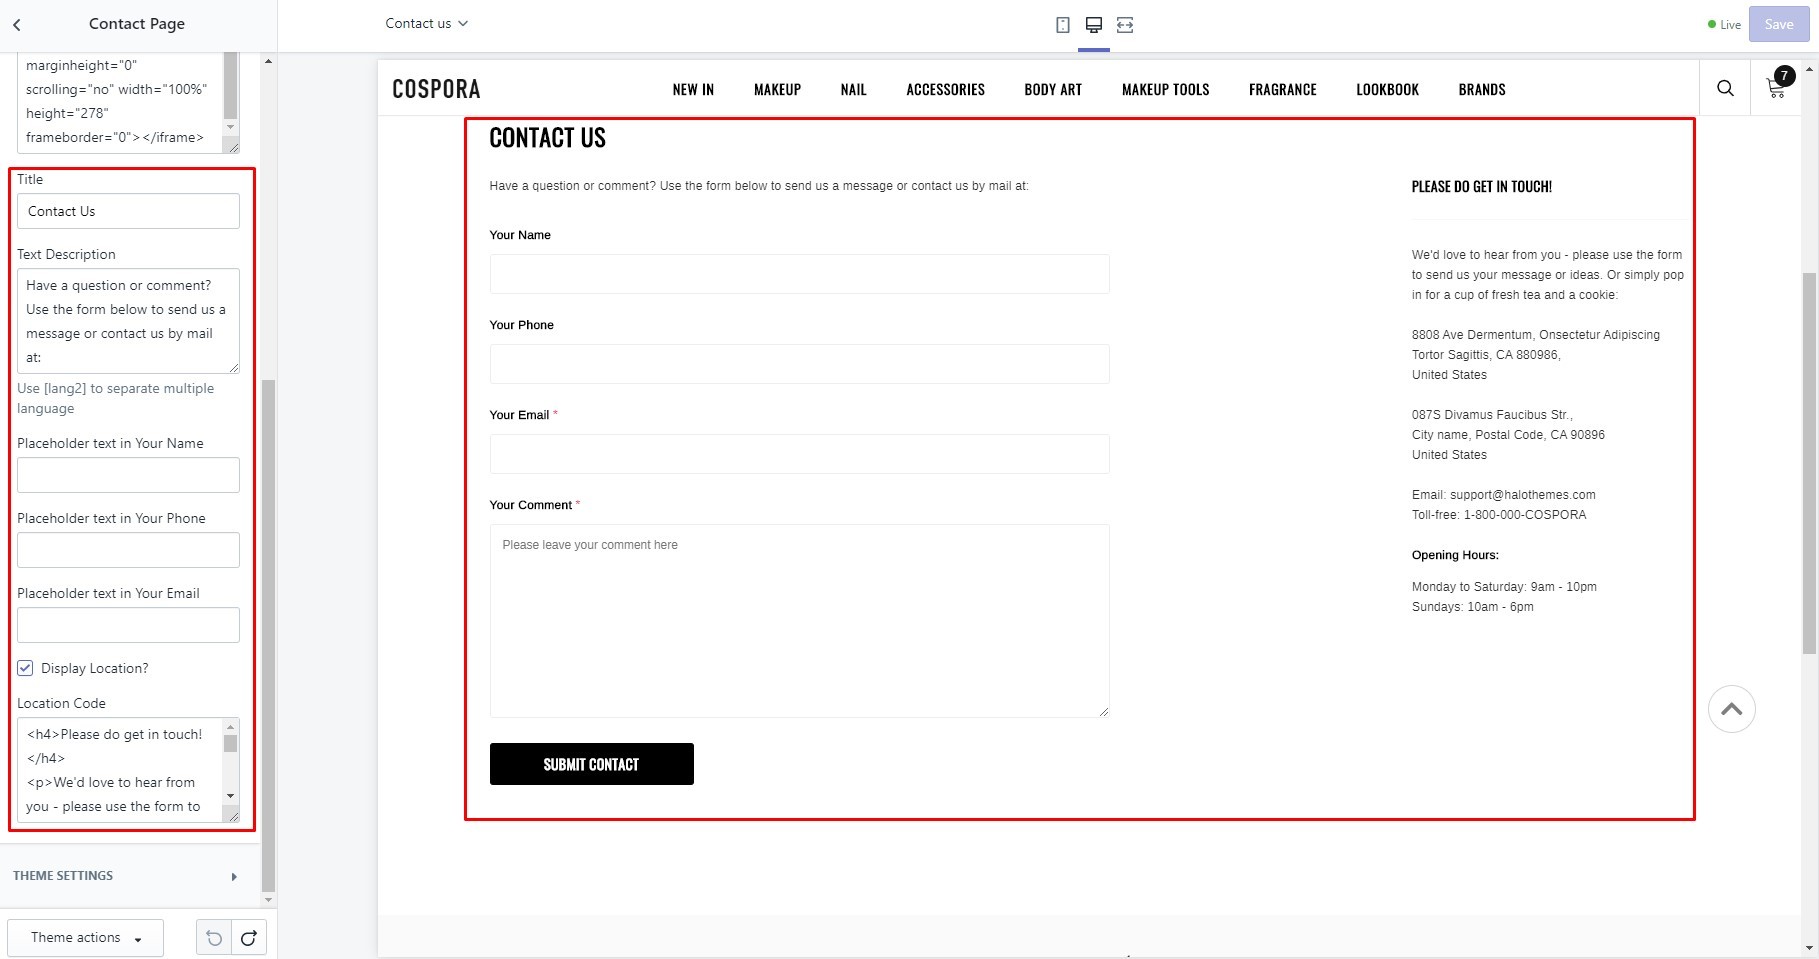 Contact Page
Contact us
Live
Save
marginheight="0"
scrolling="no" width="100%"
height="278"
frameborder="0"></iframe>
Title
Contact Us
Text Description
Have a question or comment?
Use the form below to send us a
message or contact us by mail
at:
Use [lang2] to separate multiple
language
Placeholder text in Your Name
Placeholder text in Your Phone
Placeholder text in Your Email
Display Location?
Location Code
<h4>Please do get in touch!
</h4>
<p>We'd love to hear from
you - please use the form to
THEME SETTINGS
Theme actions
COSPORA
NEW IN
MAKEUP
NAIL
ACCESSORIES
BODY ART
MAKEUP TOOLS
FRAGRANCE
LOOKBOOK
BRANDS
7
CONTACT US
Have a question or comment? Use the form below to send us a message or contact us by mail at:
Your Name
Your Phone
Your Email *
Your Comment *
Please leave your comment here
SUBMIT CONTACT
PLEASE DO GET IN TOUCH!
We'd love to hear from you - please use the form
to send us your message or ideas. Or simply pop
in for a cup of fresh tea and a cookie:
8808 Ave Dermentum, Onsectetur Adipiscing
Tortor Sagittis, CA 880986,
United States
087S Divamus Faucibus Str.,
City name, Postal Code, CA 90896
United States
Email: support@halothemes.com
Toll-free: 1-800-000-COSPORA
Opening Hours:
Monday to Saturday: 9am - 10pm
Sundays: 10am - 6pm